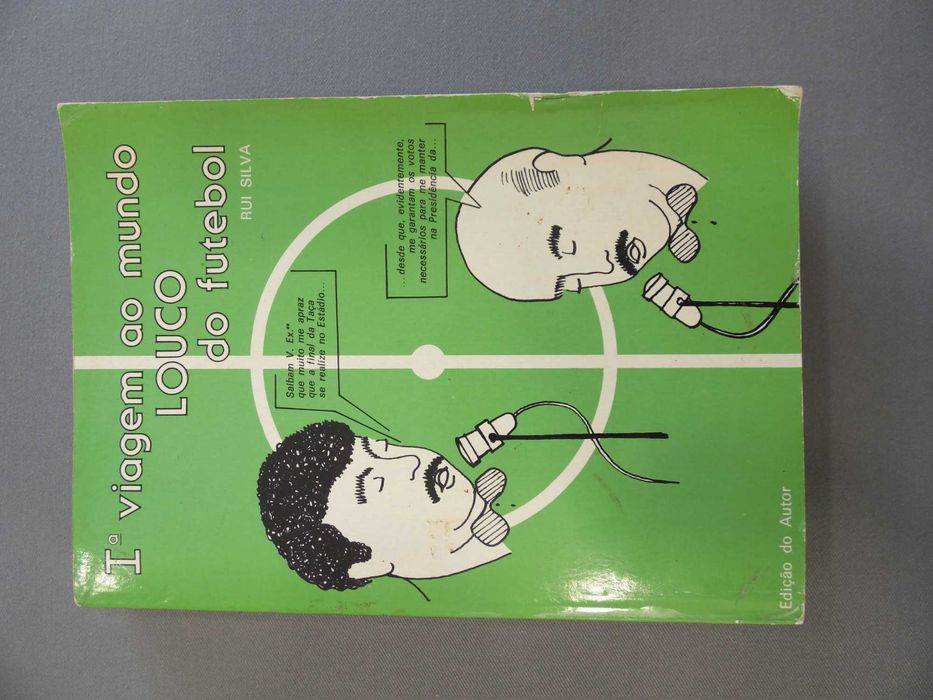 1ª viagem ao mundo
LOUCO
do futebol
RUI SILVA
Saibam V. Ex.ªˢ
que muito me apraz
que a final da Taça
se realize no Estádio...
...desde que, evidentemente,
me garantam os votos
necessários para me manter
na Presidência da...
Edição do Autor